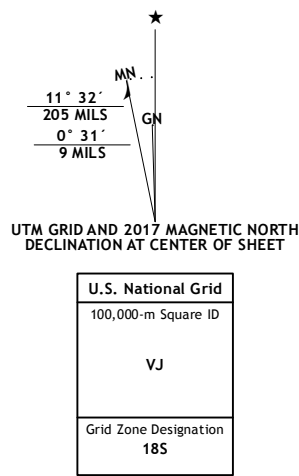 ★
MN
GN
11° 32´
205 MILS
0° 31´
9 MILS
UTM GRID AND 2017 MAGNETIC NORTH
DECLINATION AT CENTER OF SHEET
U.S. National Grid
100,000-m Square ID
VJ
Grid Zone Designation
18S